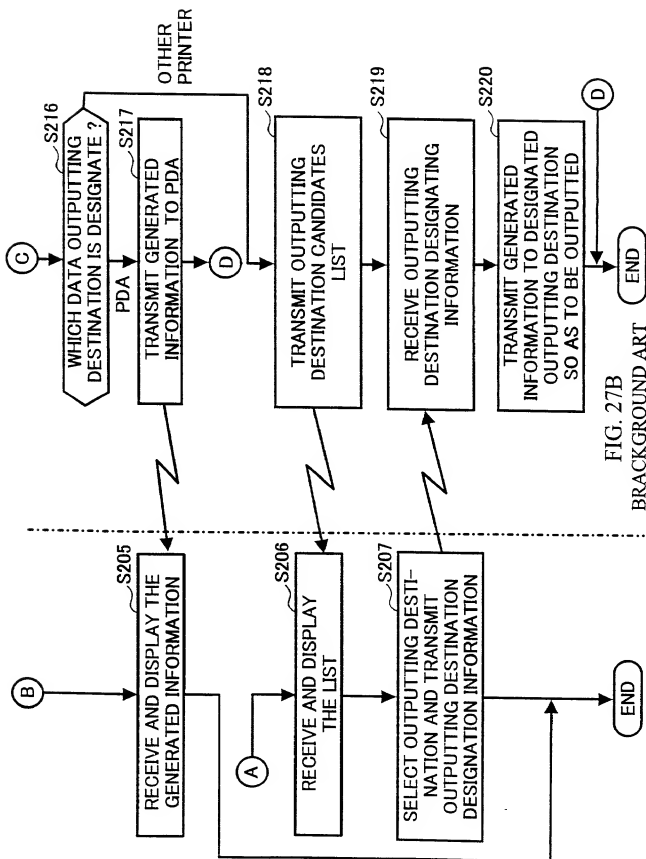 B
S205
RECEIVE AND DISPLAY THE
GENERATED INFORMATION
A
S206
RECEIVE AND DISPLAY
THE LIST
S207
SELECT OUTPUTTING DESTI-
NATION AND TRANSMIT
OUTPUTTING DESTINATION
DESIGNATION INFORMATION
END
C
S216
WHICH DATA OUTPUTTING
DESTINATION IS DESIGNATE ?
PDA
OTHER
PRINTER
S217
TRANSMIT GENERATED
INFORMATION TO PDA
D
S218
TRANSMIT OUTPUTTING
DESTINATION CANDIDATES
LIST
S219
RECEIVE OUTPUTTING
DESTINATION DESIGNATING
INFORMATION
S220
TRANSMIT GENERATED
INFORMATION TO DESIGNATED
OUTPUTTING DESTINATION
SO AS TO BE OUTPUTTED
D
END
FIG. 27B
BRACKGROUND ART